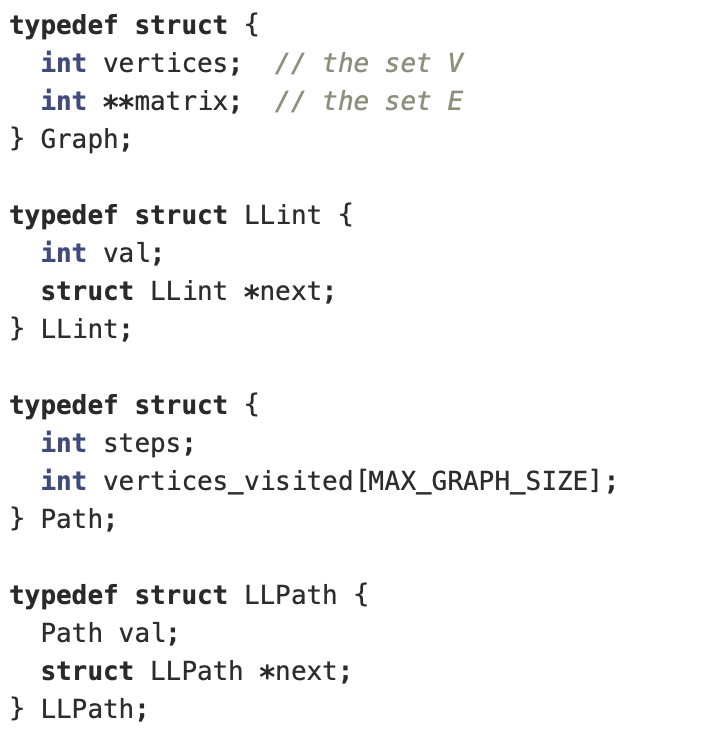 typedef struct {
  int vertices;  // the set V
  int **matrix;  // the set E
} Graph;

typedef struct LLint {
  int val;
  struct LLint *next;
} LLint;

typedef struct {
  int steps;
  int vertices_visited[MAX_GRAPH_SIZE];
} Path;

typedef struct LLPath {
  Path val;
  struct LLPath *next;
} LLPath;